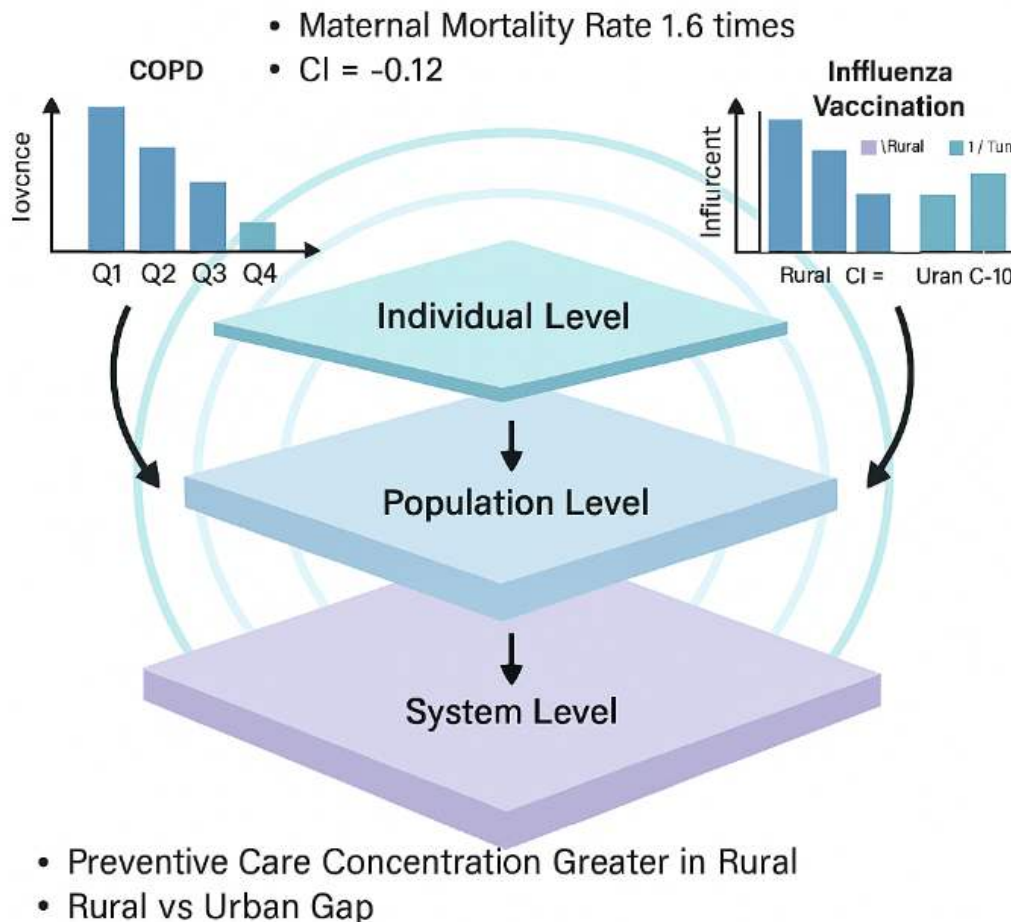 • Maternal Mortality Rate 1.6 times
• CI = -0.12
COPD
Iovcnce
Q1 Q2 Q3 Q4
Inffluenza
Vaccination
\Rural 1/ Tun
Infiurcent
Rural CI = Uran C-10
Individual Level
Population Level
System Level
• Preventive Care Concentration Greater in Rural
• Rural vs Urban Gap